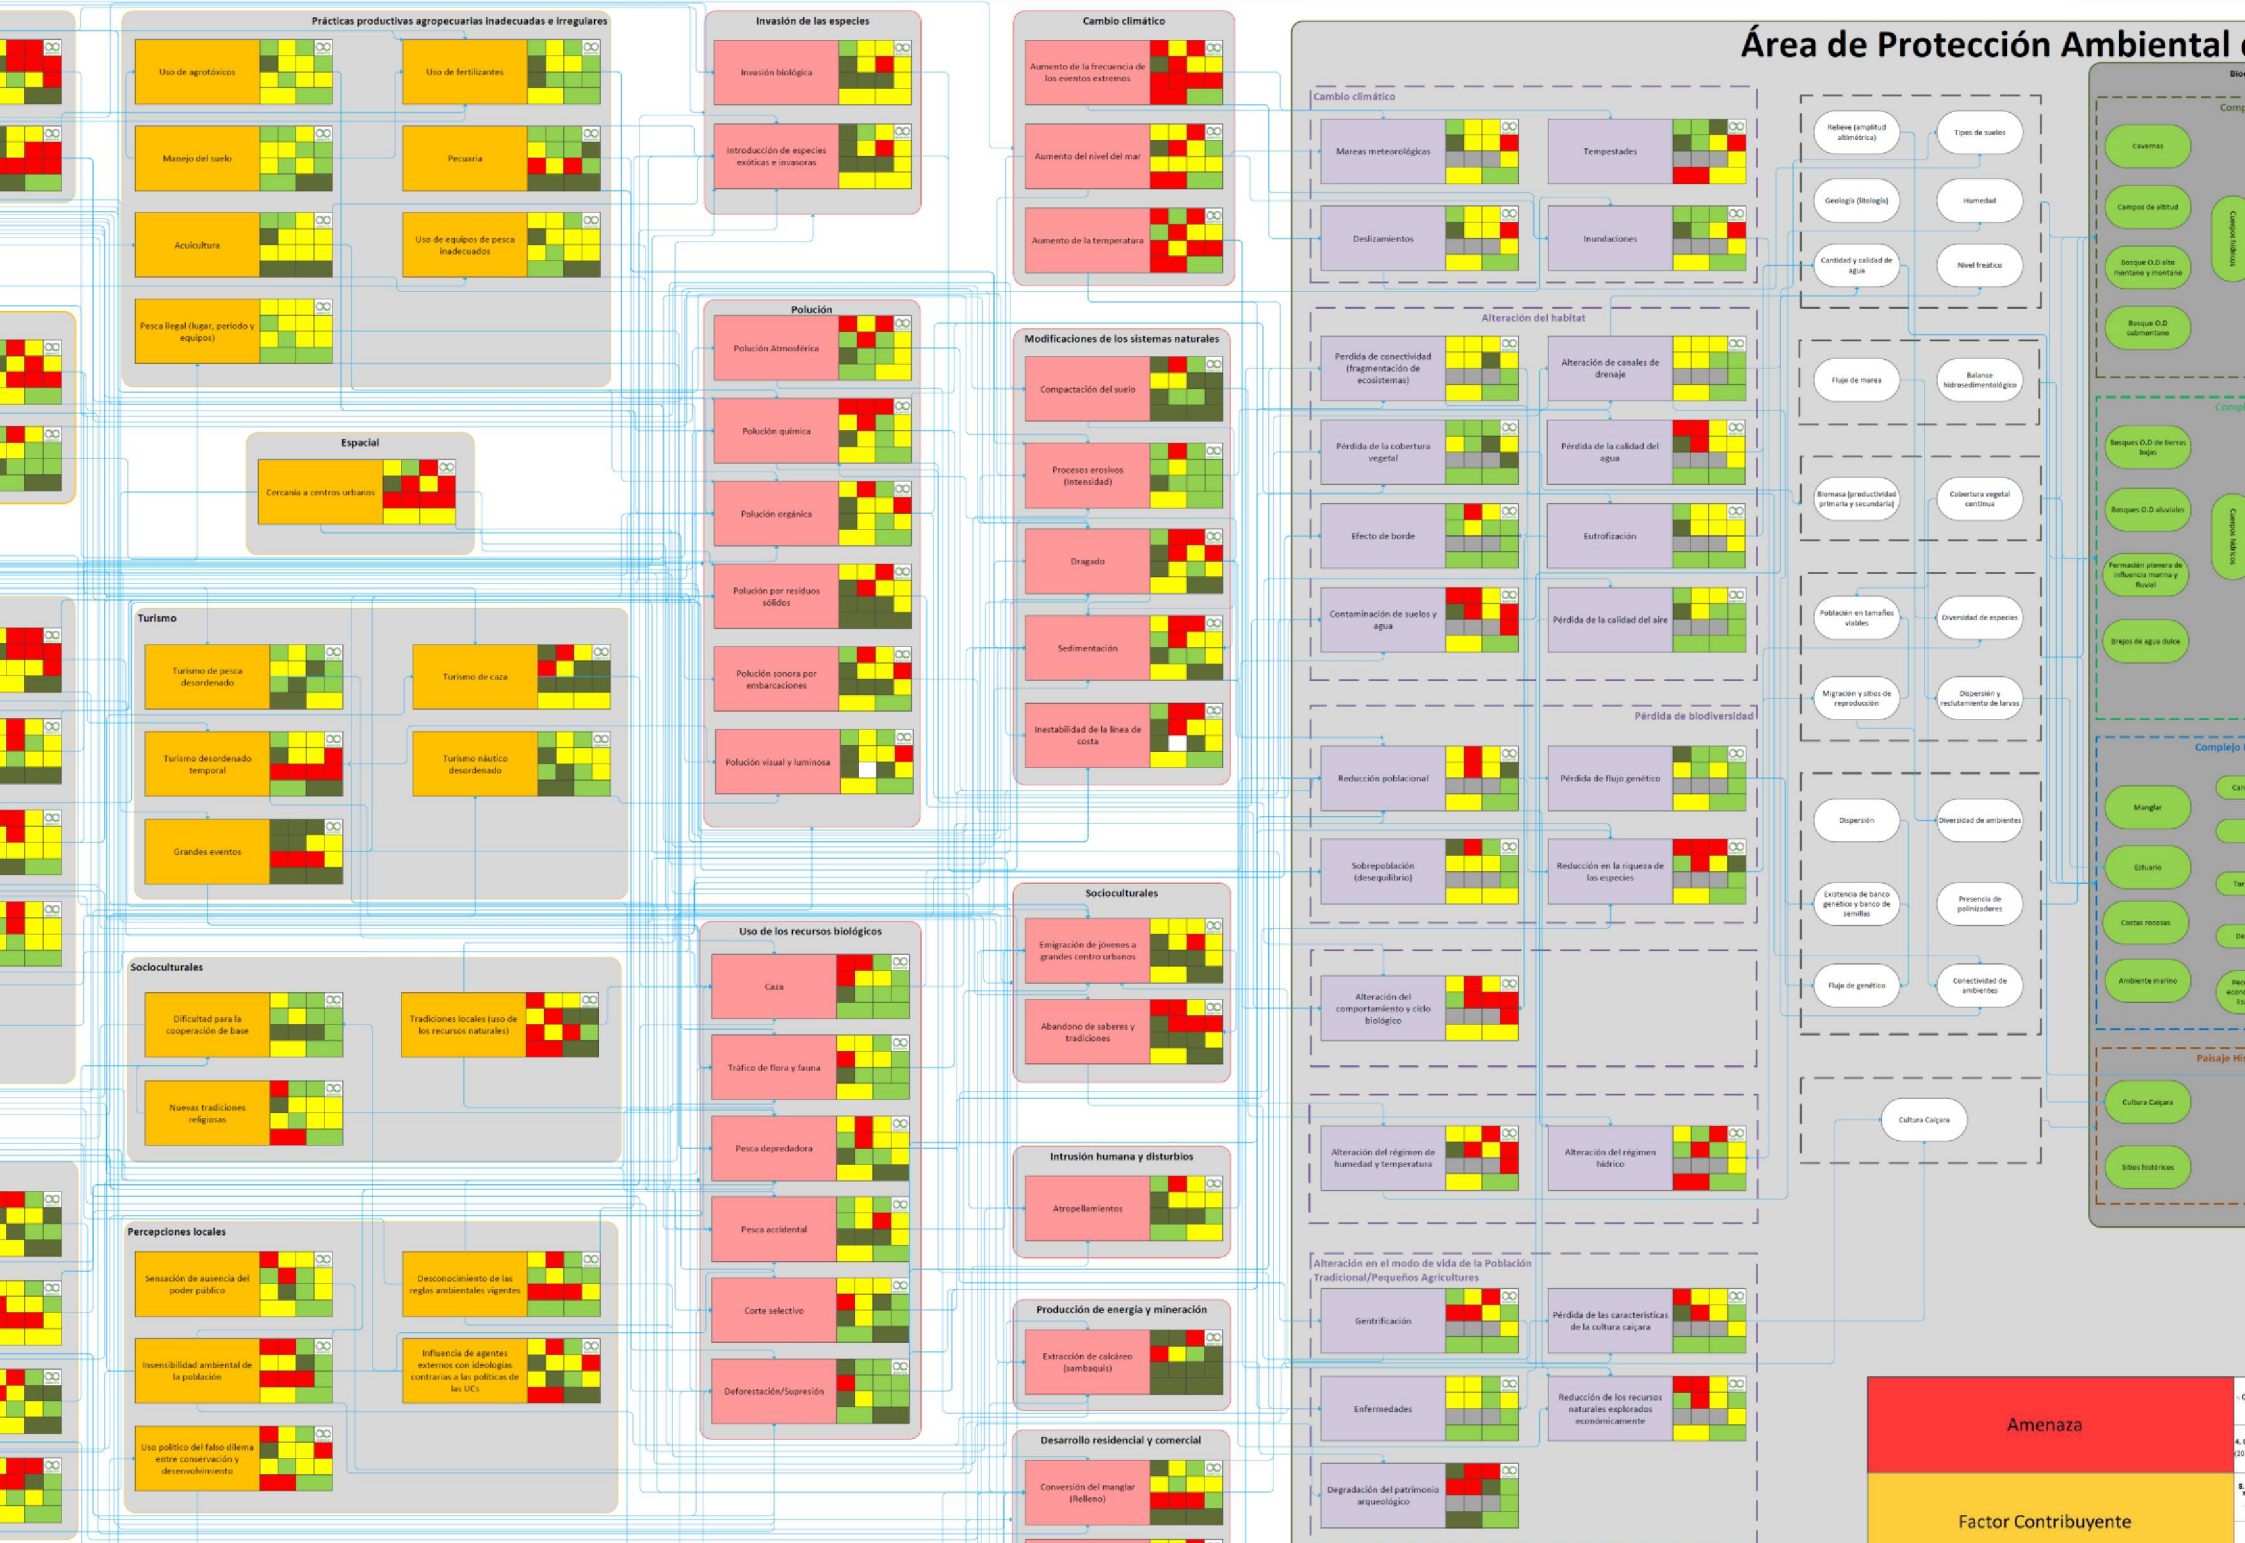 Prácticas productivas agropecuarias inadecuadas e irregulares
Uso de agrotóxicos
Uso de fertilizantes
Manejo del suelo
Pecuaria
Acuicultura
Uso de equipos de pesca
inadecuados
Pesca ilegal (lugar, periodo y
equipos)
Espacial
Cercanía a centros urbanos
Turismo
Turismo de pesca
desordenado
Turismo de caza
Turismo desordenado
temporal
Turismo náutico
desordenado
Grandes eventos
Socioculturales
Dificultad para la
cooperación de base
Tradiciones locales (uso de
los recursos naturales)
Nuevas tradiciones
religiosas
Percepciones locales
Sensación de ausencia del
poder público
Desconocimiento de las
reglas ambientales vigentes
Insensibilidad ambiental de
la población
Influencia de agentes
externos con ideologías
contrarias a las políticas de
las UCs
Uso político del falso dilema
entre conservación y
desenvolvimiento
Invasión de las especies
Invasión biológica
Introducción de especies
exóticas e invasoras
Polución
Polución Atmosférica
Polución química
Polución orgánica
Polución por residuos
sólidos
Polución sonora por
embarcaciones
Polución visual y luminosa
Uso de los recursos biológicos
Caza
Tráfico de flora y fauna
Pesca depredadora
Pesca accidental
Corte selectivo
Deforestación/Supresión
Cambio climático
Aumento de la frecuencia de
los eventos extremos
Aumento del nivel del mar
Aumento de la temperatura
Modificaciones de los sistemas naturales
Compactación del suelo
Procesos erosivos
(intensidad)
Dragado
Sedimentación
Inestabilidad de la línea de
costa
Socioculturales
Emigración de jóvenes a
grandes centro urbanos
Abandono de saberes y
tradiciones
Intrusión humana y disturbios
Atropellamientos
Producción de energía y mineración
Extracción de calcáreo
(sambaquis)
Desarrollo residencial y comercial
Conversión del manglar
(Relleno)
Área de Protección Ambiental
Cambio climático
Mareas meteorológicas
Tempestades
Deslizamientos
Inundaciones
Alteración del habitat
Perdida de conectividad
(fragmentación de
ecosistemas)
Alteración de canales de
drenaje
Pérdida de la cobertura
vegetal
Pérdida de la calidad del
agua
Efecto de borde
Eutrofización
Contaminación de suelos y
agua
Pérdida de la calidad del aire
Pérdida de biodiversidad
Reducción poblacional
Pérdida de flujo genético
Sobrepoblación
(desequilibrio)
Reducción en la riqueza de
las especies
Alteración del
comportamiento y ciclo
biológico
Alteración del régimen de
humedad y temperatura
Alteración del régimen
hídrico
Alteración en el modo de vida de la Población
Tradicional/Pequeños Agricultures
Gentrificación
Pérdida de las características
de la cultura caiçara
Enfermedades
Reducción de los recursos
naturales explorados
económicamente
Degradación del patrimonio
arqueológico
Relieve (amplitud
altimétrica)
Tipos de suelos
Geología (litología)
Humedad
Cantidad y calidad de
agua
Nivel freático
Flujo de marea
Balance
hidrosedimentológico
Biomasa (productividad
primaria y secundaria)
Cobertura vegetal
continua
Población en tamaños
viables
Diversidad de especies
Migración y sitios de
reproducción
Dispersión y
reclutamiento de larvas
Dispersión
Diversidad de ambientes
Existencia de banco
genético y banco de
semillas
Presencia de
polinizadores
Flujo de genético
Conectividad de
ambientes
Cultura Caiçara
Cavernas
Campos de altitud
Cuerpos hídricos
Bosque O.D alto
montano y montano
Bosque O.D
submontano
Bosques O.D de tierras
bajas
Bosques O.D aluviales
Cuerpos hídricos
Formación pionera de
influencia marina y
fluvial
Brejos de agua dulce
Complejo
Manglar
Estuario
Costas rocosas
Ambiente marino
Paisaje
Cultura Caiçara
Sitios históricos
Amenaza
Factor Contribuyente